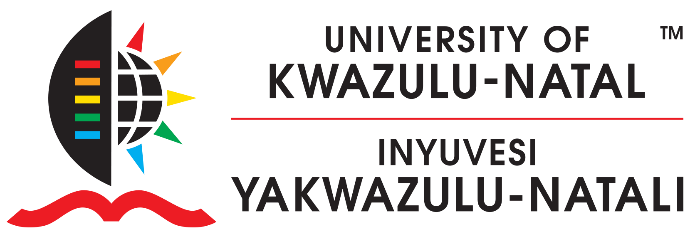 UNIVERSITY OF
KWAZULU-NATAL
TM
INYUVESI
YAKWAZULU-NATALI